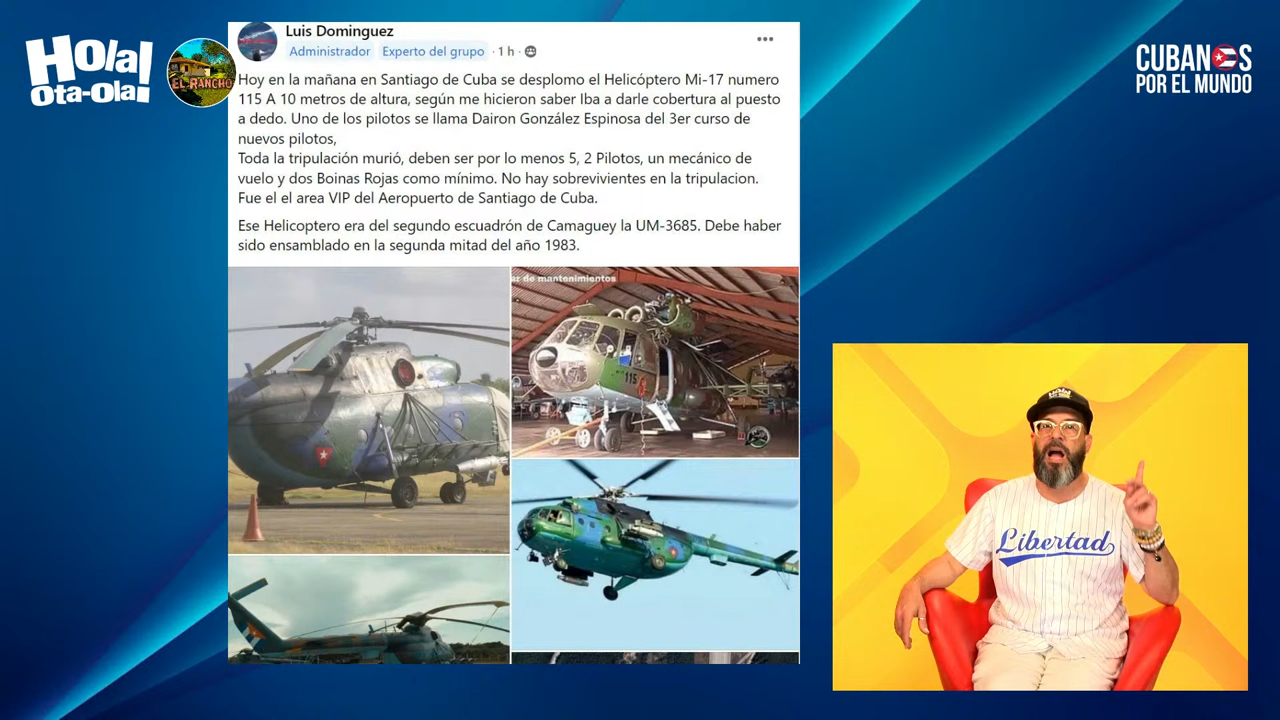 Hola!
Ota-Ola!
EL RANCHO
Luis Dominguez
Administrador Experto del grupo · 1 h ·
Hoy en la mañana en Santiago de Cuba se desplomo el Helicóptero Mi-17 numero
115 A 10 metros de altura, según me hicieron saber Iba a darle cobertura al puesto
a dedo. Uno de los pilotos se llama Dairon González Espinosa del 3er curso de
nuevos pilotos,
Toda la tripulación murió, deben ser por lo menos 5, 2 Pilotos, un mecánico de
vuelo y dos Boinas Rojas como mínimo. No hay sobrevivientes en la tripulacion.
Fue el el area VIP del Aeropuerto de Santiago de Cuba.
Ese Helicoptero era del segundo escuadrón de Camaguey la UM-3685. Debe haber
sido ensamblado en la segunda mitad del año 1983.
ar de mantenimientos
115
CUBANOS
POR EL MUNDO
Libertad